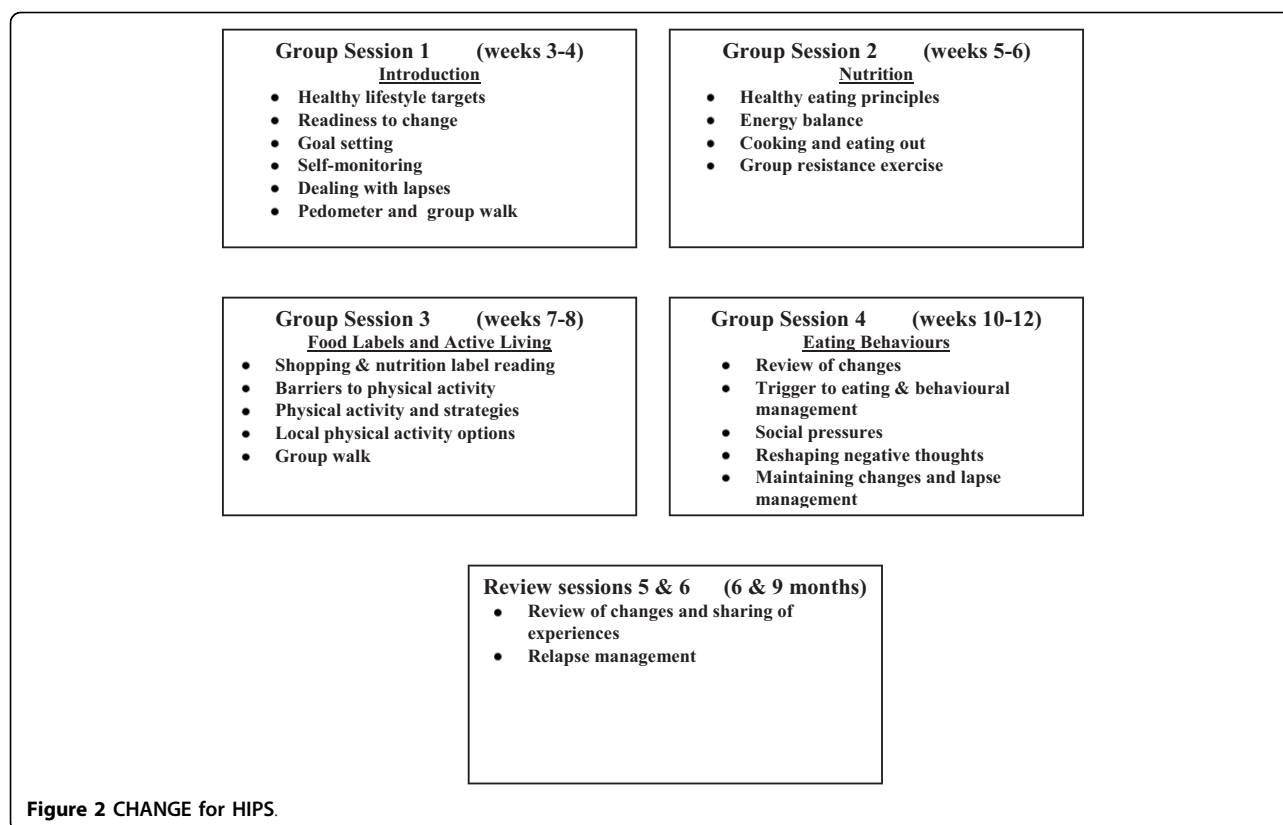 Group Session 1 (weeks 3-4)
Introduction
• Healthy lifestyle targets
• Readiness to change
• Goal setting
• Self-monitoring
• Dealing with lapses
• Pedometer and group walk
Group Session 2 (weeks 5-6)
Nutrition
• Healthy eating principles
• Energy balance
• Cooking and eating out
• Group resistance exercise
Group Session 3 (weeks 7-8)
Food Labels and Active Living
• Shopping & nutrition label reading
• Barriers to physical activity
• Physical activity and strategies
• Local physical activity options
• Group walk
Group Session 4 (weeks 10-12)
Eating Behaviours
• Review of changes
• Trigger to eating & behavioural
management
• Social pressures
• Reshaping negative thoughts
• Maintaining changes and lapse
management
Review sessions 5 & 6 (6 & 9 months)
• Review of changes and sharing of
experiences
• Relapse management
Figure 2 CHANGE for HIPS.